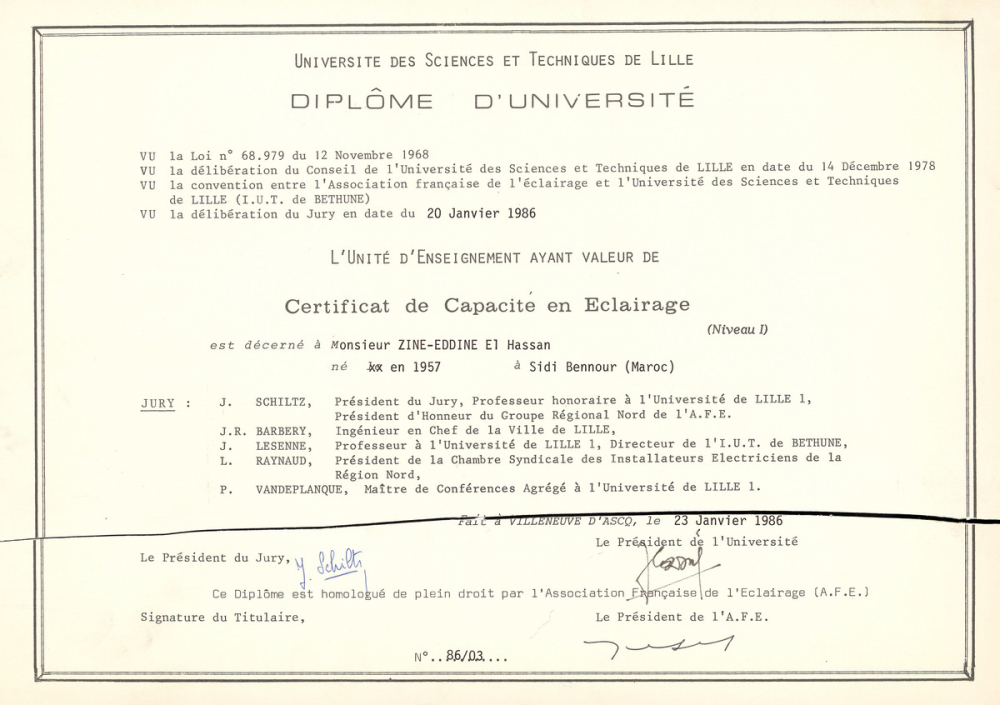 UNIVERSITE DES SCIENCES ET TECHNIQUES DE LILLE
DIPLÔME D'UNIVERSITÉ
VU la Loi n° 68.979 du 12 Novembre 1968
VU la délibération du Conseil de l'Université des Sciences et Techniques de LILLE en date du 14 Décembre 1978
VU la convention entre l'Association française de l'éclairage et l'Université des Sciences et Techniques
de LILLE (I.U.T. de BETHUNE)
VU la délibération du Jury en date du 20 Janvier 1986
L'UNITÉ D'ENSEIGNEMENT AYANT VALEUR DE
Certificat de Capacité en Eclairage
(Niveau I)
est décerné à Monsieur ZINE-EDDINE El Hassan
né en 1957 à Sidi Bennour (Maroc)
JURY : J. SCHILTZ, Président du Jury, Professeur honoraire à l'Université de LILLE 1,
Président d'Honneur du Groupe Régional Nord de l'A.F.E.
J.R. BARBERY, Ingénieur en Chef de la Ville de LILLE,
J. LESENNE, Professeur à l'Université de LILLE 1, Directeur de l'I.U.T. de BETHUNE,
L. RAYNAUD, Président de la Chambre Syndicale des Installateurs Electriciens de la
Région Nord,
P. VANDEPLANQUE, Maître de Conférences Agrégé à l'Université de LILLE 1.
Fait à VILLENEUVE D'ASCQ, le 23 Janvier 1986
Le Président de l'Université
Le Président du Jury, J. Schiltz
Ce Diplôme est homologué de plein droit par l'Association Française de l'Eclairage (A.F.E.)
Signature du Titulaire, Le Président de l'A.F.E.
N°..86/03...